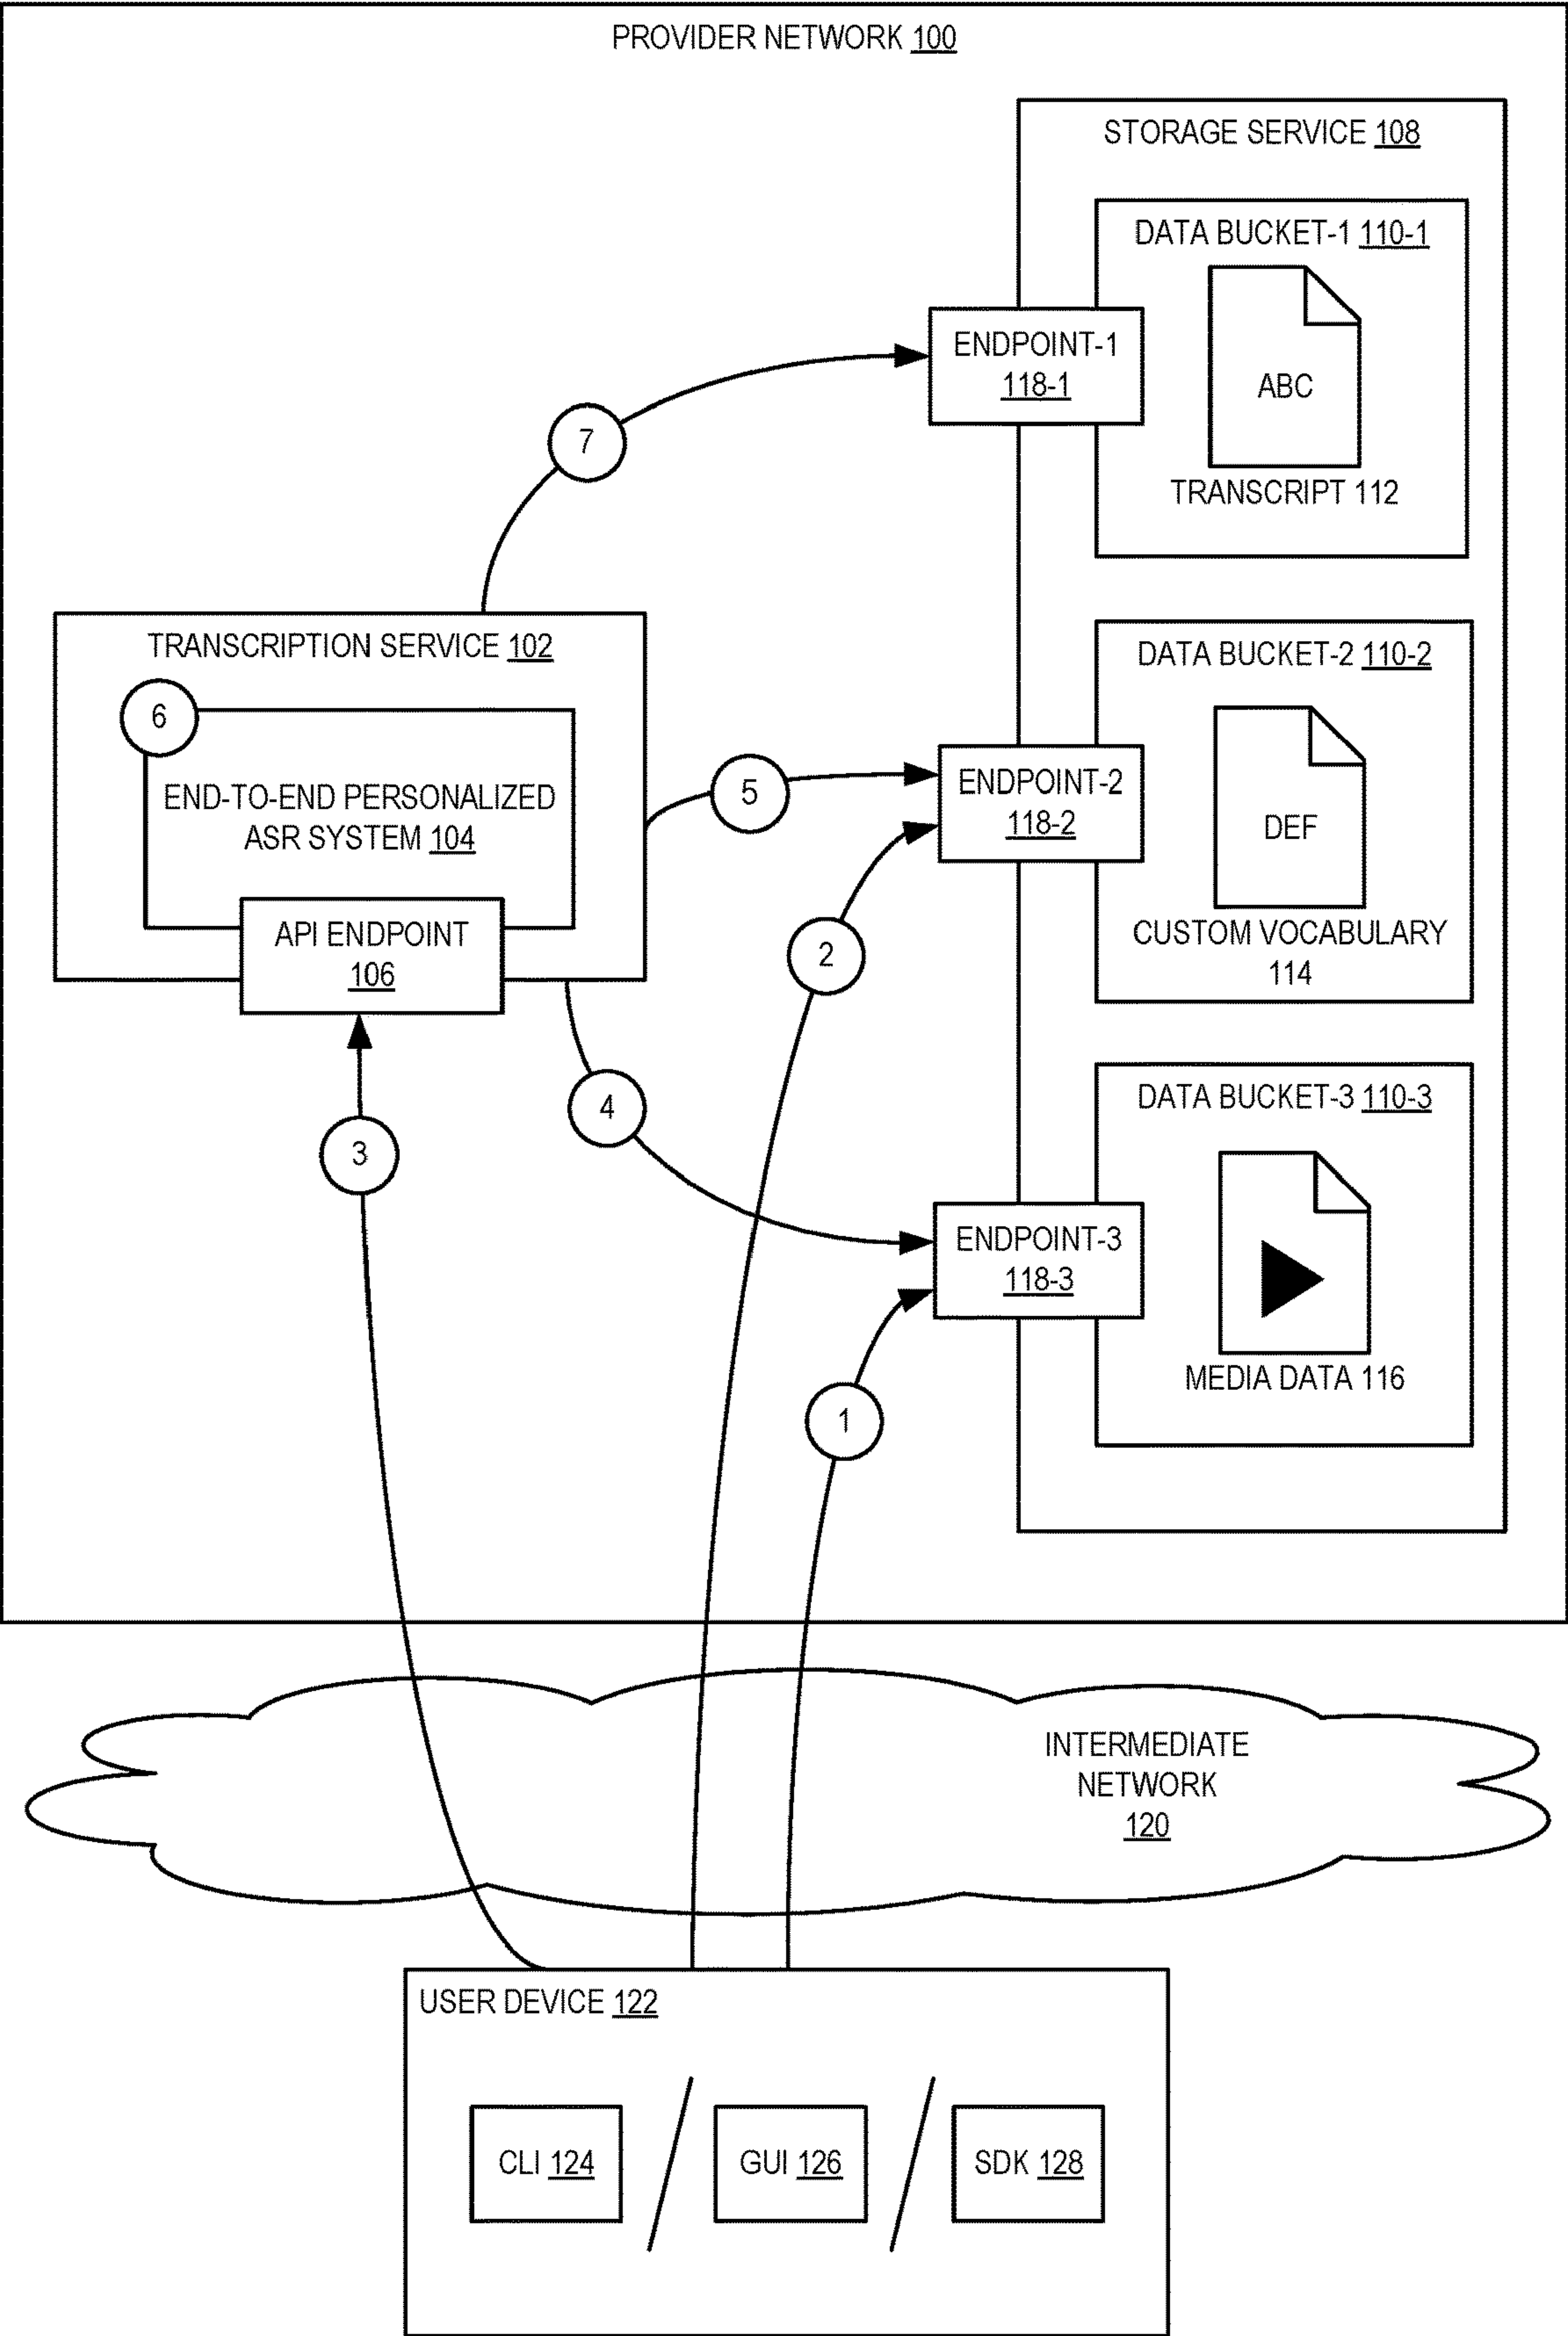 PROVIDER NETWORK 100
STORAGE SERVICE 108
DATA BUCKET-1 110-1
ENDPOINT-1
118-1
ABC
TRANSCRIPT 112
7
TRANSCRIPTION SERVICE 102
6
END-TO-END PERSONALIZED
ASR SYSTEM 104
API ENDPOINT
106
5
DATA BUCKET-2 110-2
ENDPOINT-2
118-2
DEF
CUSTOM VOCABULARY
114
2
4
3
DATA BUCKET-3 110-3
ENDPOINT-3
118-3
MEDIA DATA 116
1
INTERMEDIATE
NETWORK
120
USER DEVICE 122
CLI 124
GUI 126
SDK 128